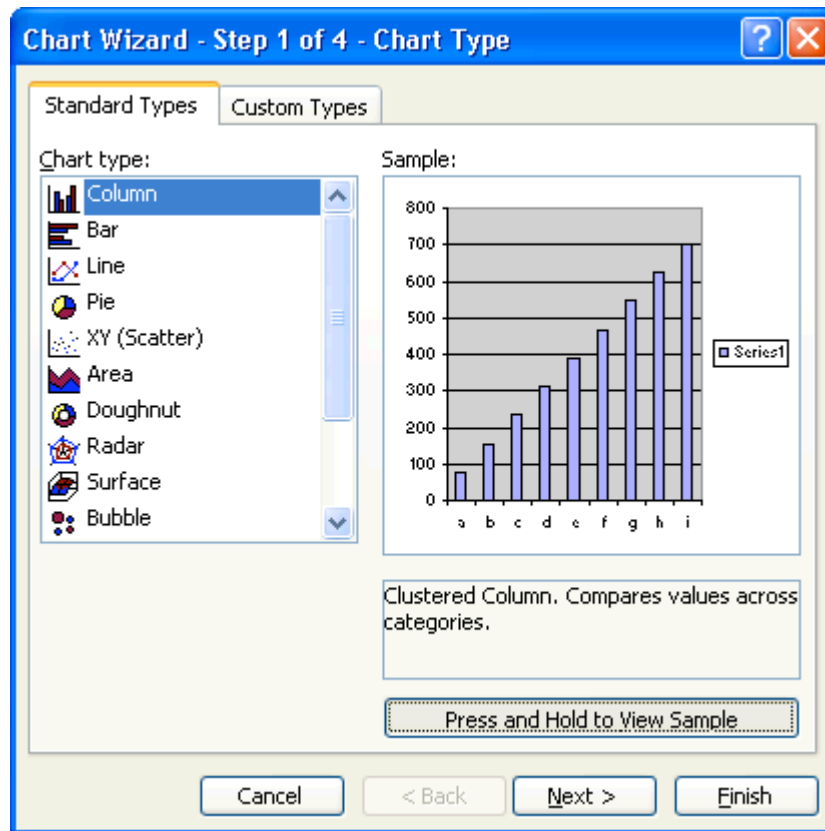 Chart Wizard - Step 1 of 4 - Chart Type
Standard Types
Custom Types
Chart type:
Column
Bar
Line
Pie
XY (Scatter)
Area
Doughnut
Radar
Surface
Bubble
Sample:
800
700
600
500
400
300
200
100
0
a b c d e f g h i
Series1
Clustered Column. Compares values across
categories.
Press and Hold to View Sample
Cancel
< Back
Next >
Finish